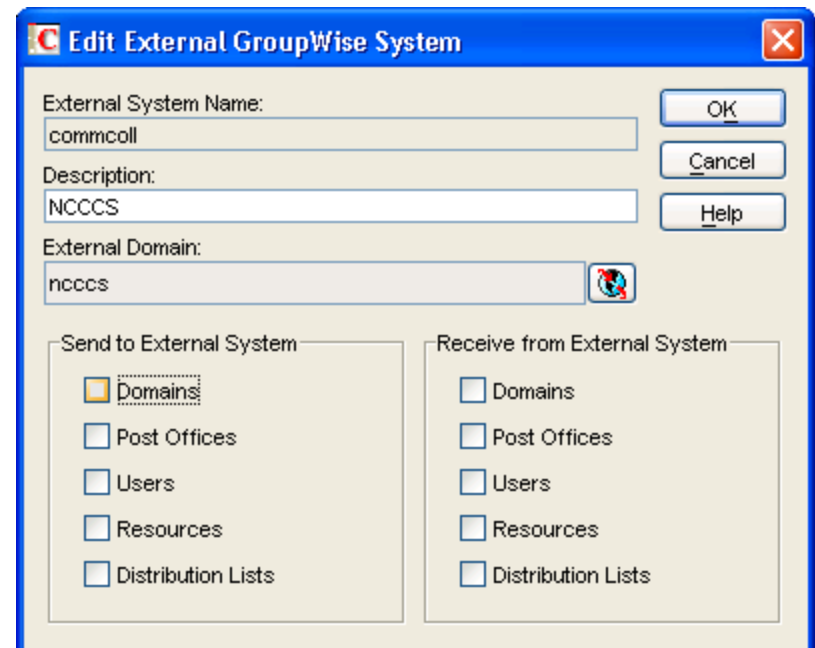 Edit External GroupWise System
External System Name:
commcoll
OK
Description:
Cancel
NCCCS
Help
External Domain:
ncccs
Send to External System
Domains
Post Offices
Users
Resources
Distribution Lists
Receive from External System
Domains
Post Offices
Users
Resources
Distribution Lists